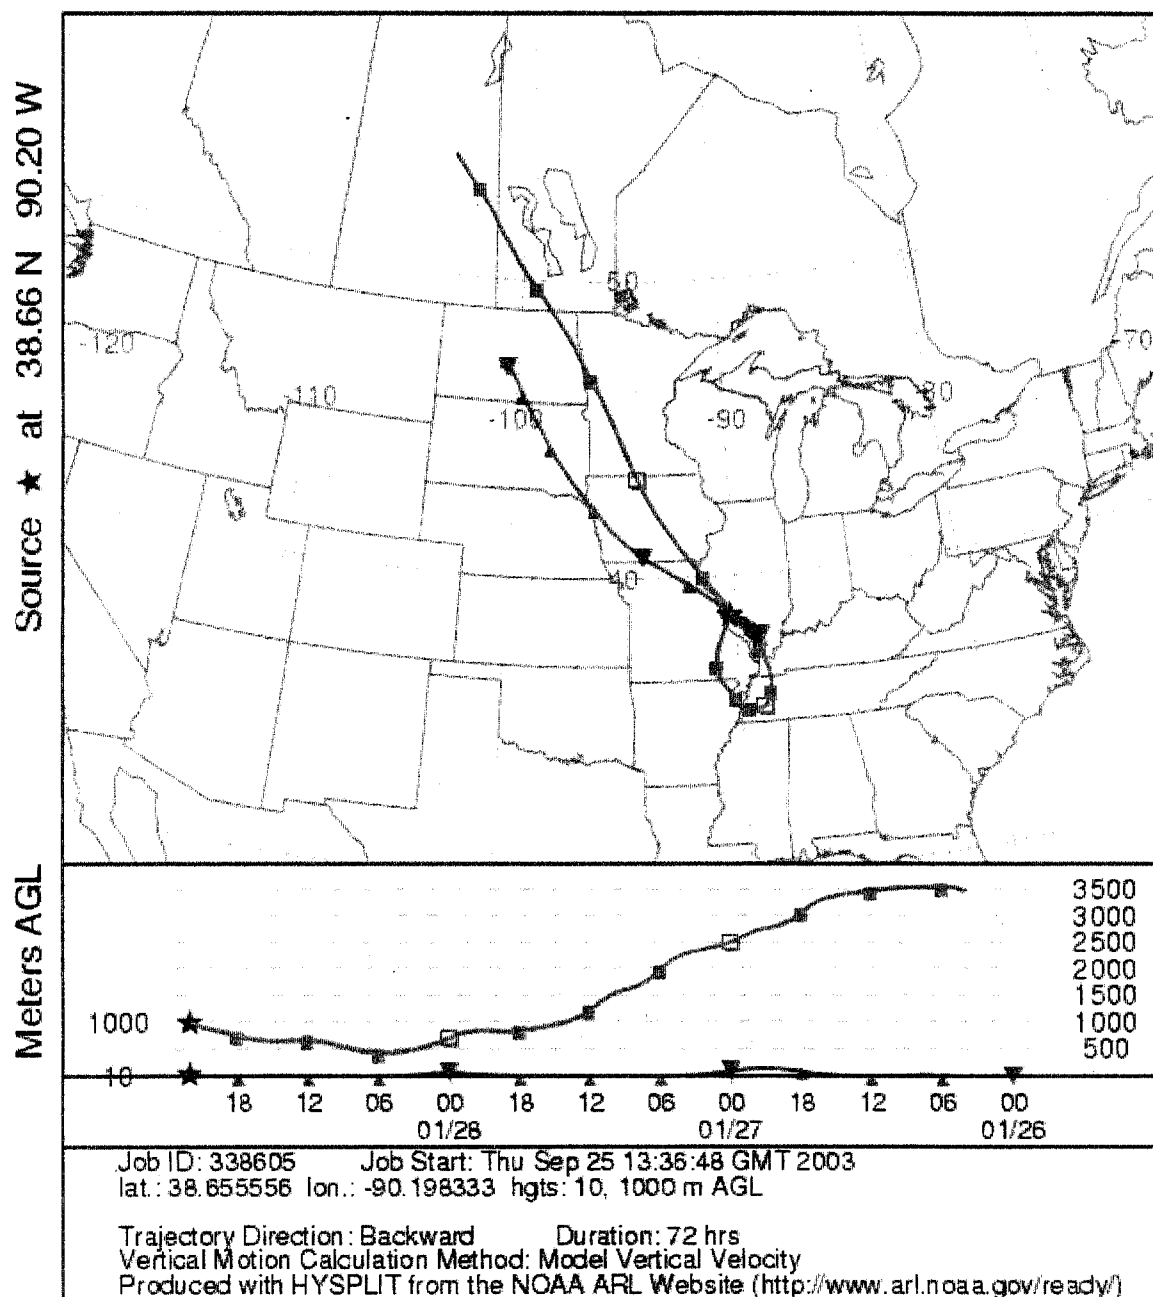 Source ★ at 38.66 N 90.20 W
50
-120
-70
-110
-100
-90
-80
40
Meters AGL
3500
3000
2500
2000
1500
1000 1000
500
10
18 12 06 00 18 12 06 00 18 12 06 00
01/28 01/27 01/26
Job ID: 338605 Job Start: Thu Sep 25 13:36:48 GMT 2003
lat.: 38.655556 lon.: -90.198333 hgts: 10, 1000 m AGL
Trajectory Direction: Backward Duration: 72 hrs
Vertical Motion Calculation Method: Model Vertical Velocity
Produced with HYSPLIT from the NOAA ARL Website (http://www.arl.noaa.gov/ready/)